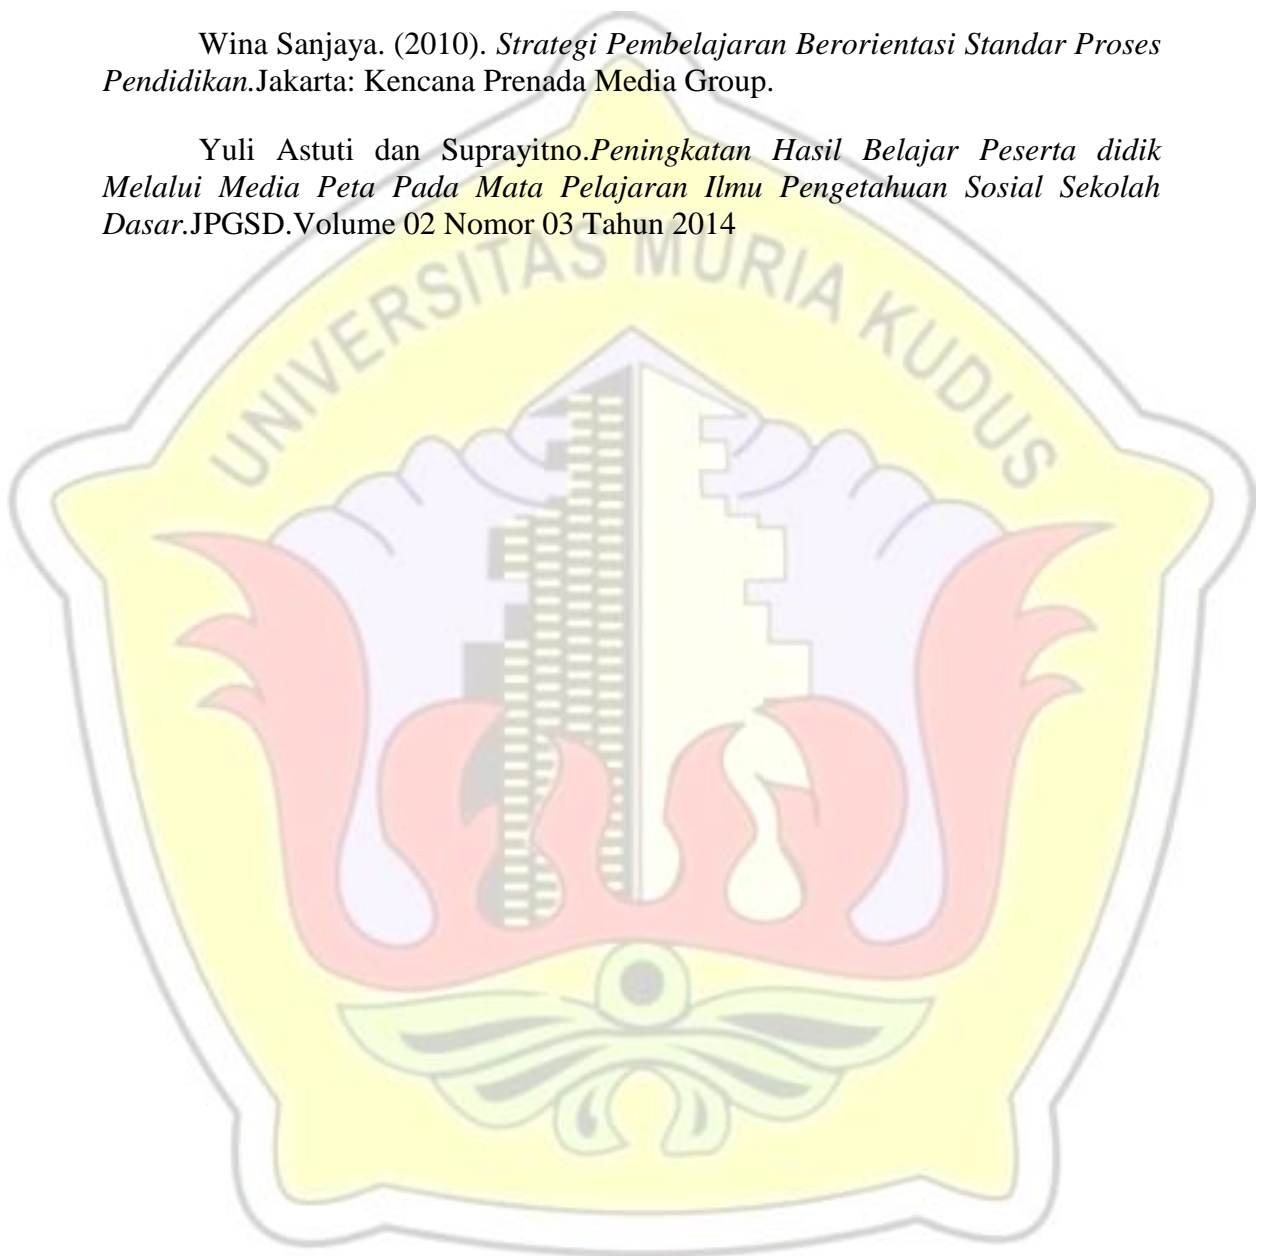 Wina Sanjaya. (2010). Strategi Pembelajaran Berorientasi Standar Proses
Pendidikan.Jakarta: Kencana Prenada Media Group.
Yuli Astuti dan Suprayitno.Peningkatan Hasil Belajar Peserta didik
Melalui Media Peta Pada Mata Pelajaran Ilmu Pengetahuan Sosial Sekolah
Dasar.JPGSD.Volume 02 Nomor 03 Tahun 2014
UNIVERSITAS MURIA KUDUS